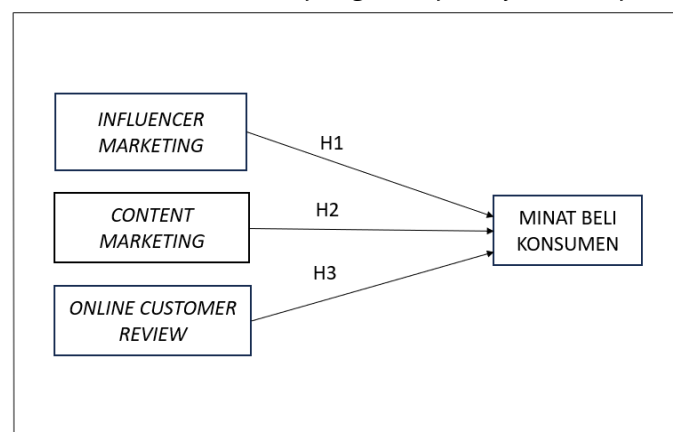 INFLUENCER
MARKETING
H1
CONTENT
MARKETING
H2
MINAT BELI
KONSUMEN
ONLINE CUSTOMER
REVIEW
H3